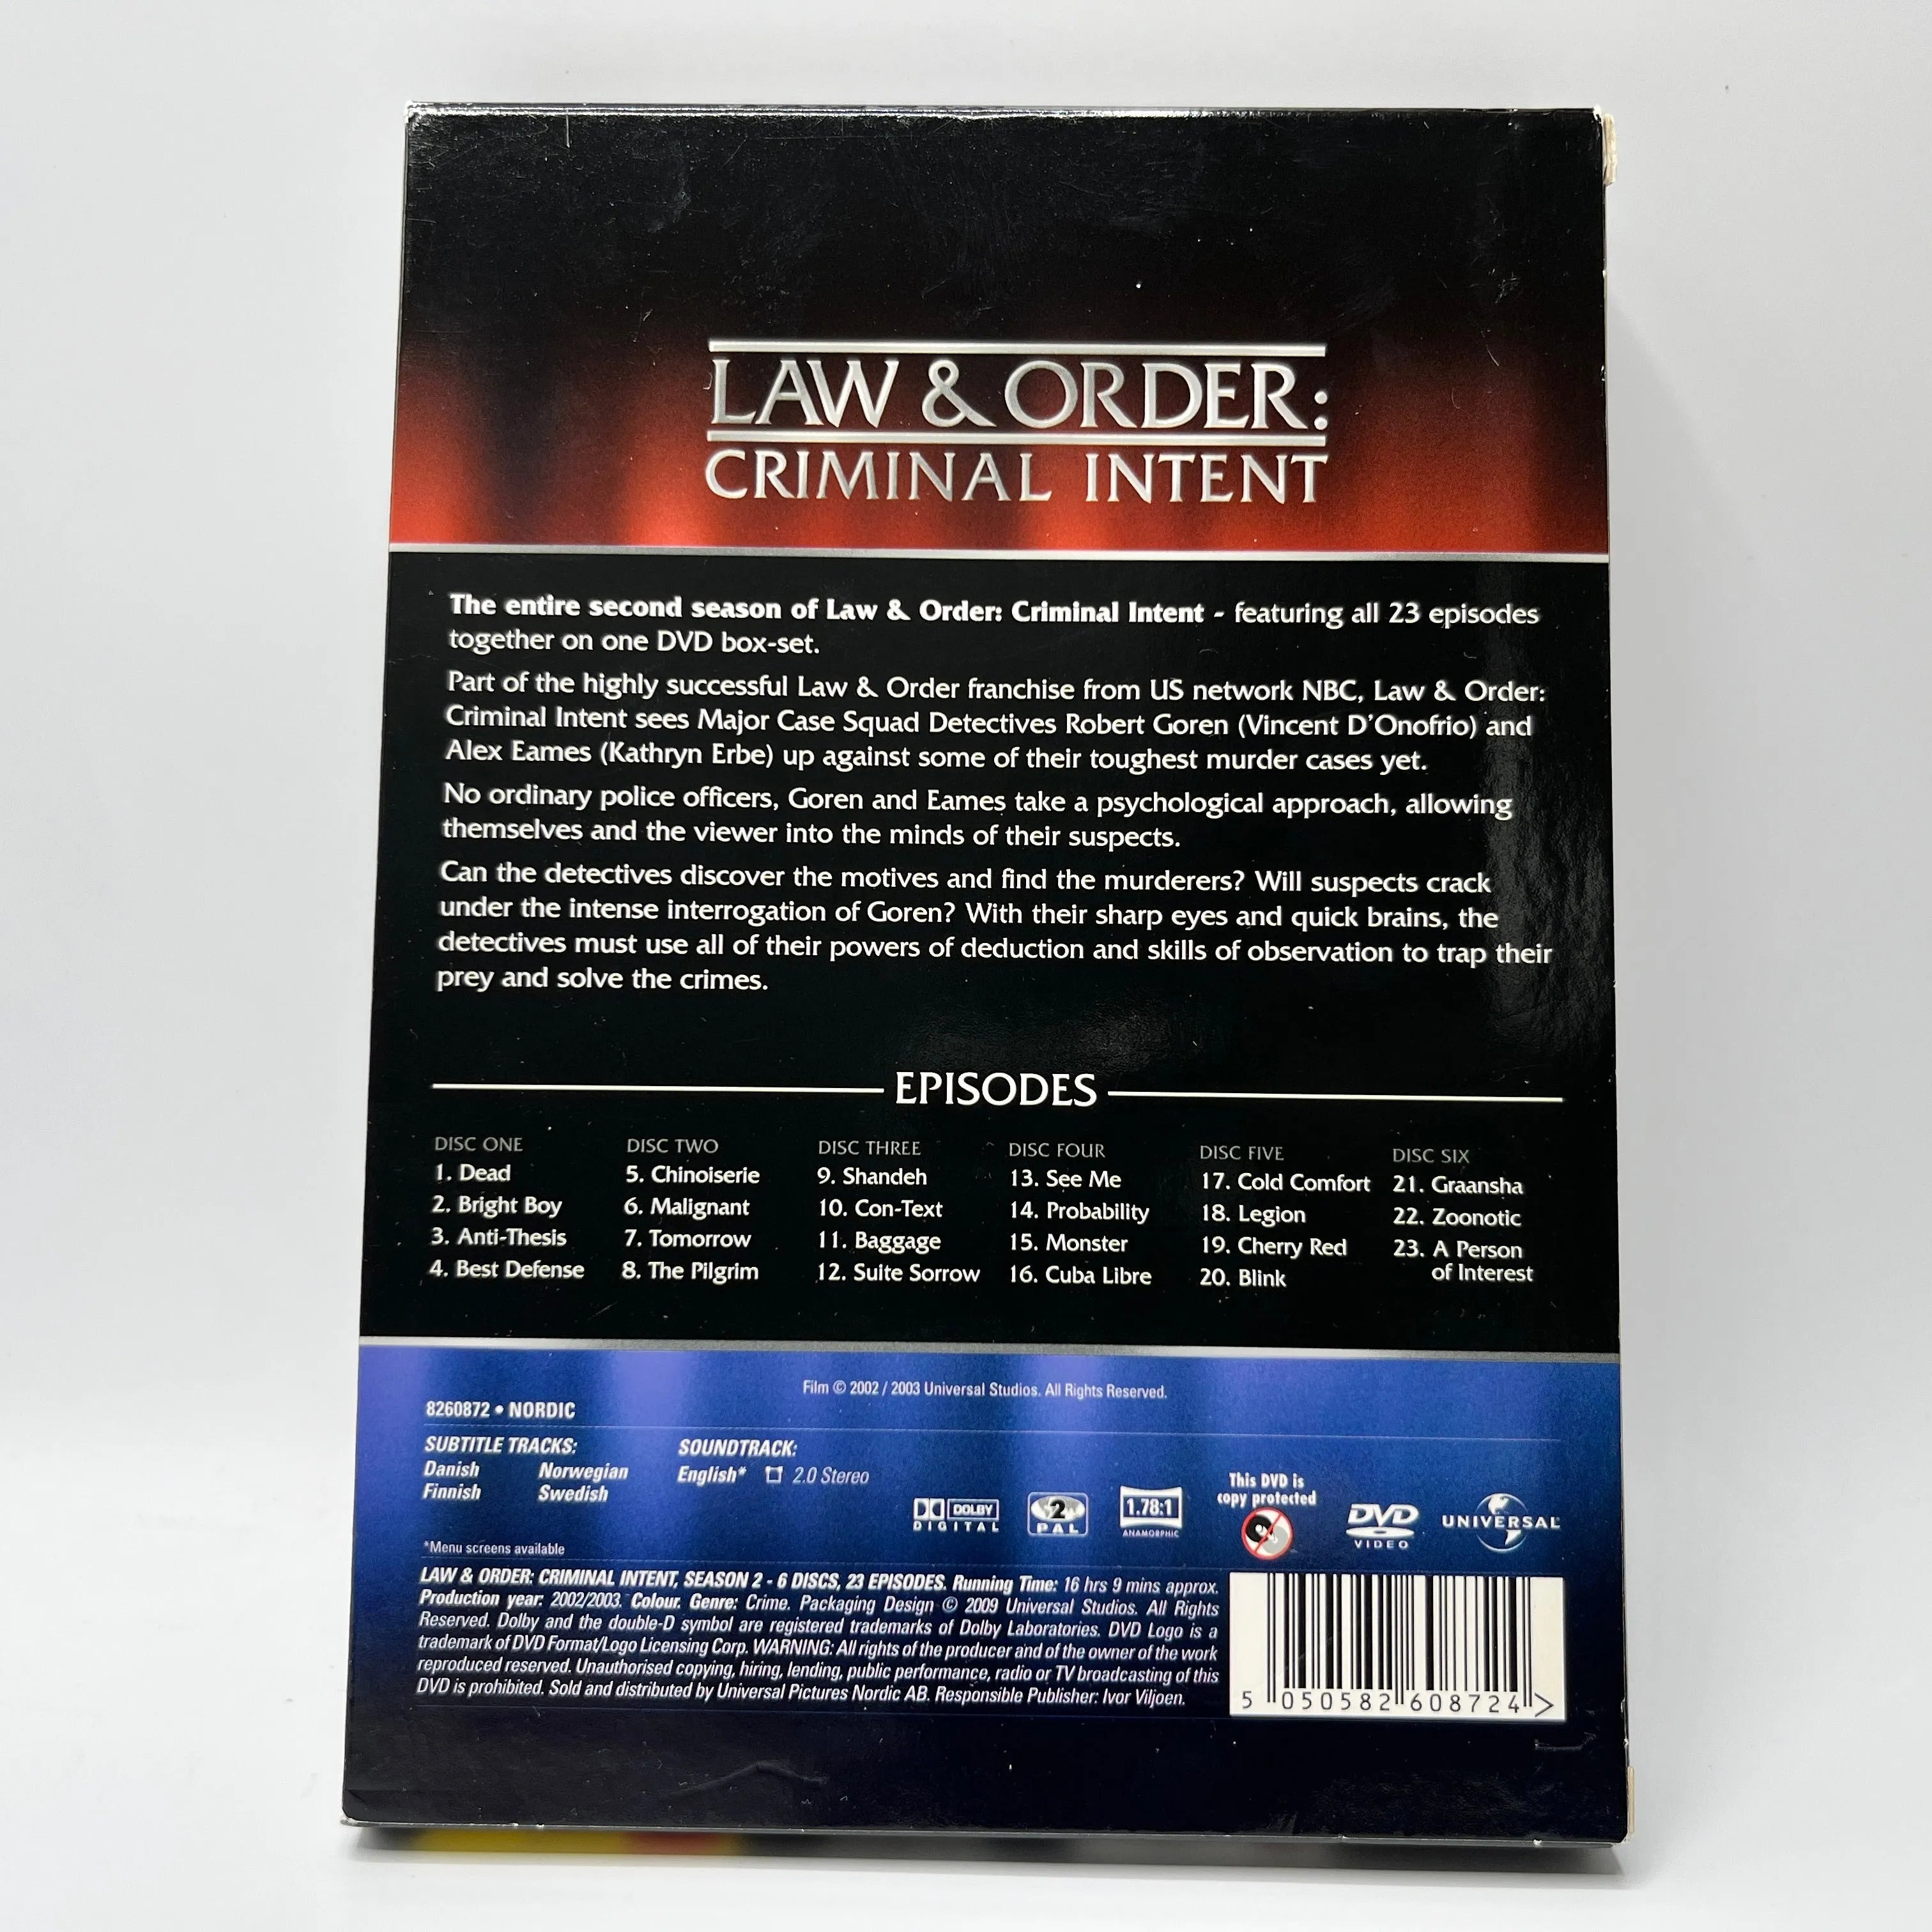 LAW & ORDER:
CRIMINAL INTENT
The entire second season of Law & Order: Criminal Intent - featuring all 23 episodes
together on one DVD box-set.
Part of the highly successful Law & Order franchise from US network NBC, Law & Order:
Criminal Intent sees Major Case Squad Detectives Robert Goren (Vincent D'Onofrio) and
Alex Eames (Kathryn Erbe) up against some of their toughest murder cases yet.
No ordinary police officers, Goren and Eames take a psychological approach, allowing
themselves and the viewer into the minds of their suspects.
Can the detectives discover the motives and find the murderers? Will suspects crack
under the intense interrogation of Goren? With their sharp eyes and quick brains, the
detectives must use all of their powers of deduction and skills of observation to trap their
prey and solve the crimes.
EPISODES
DISC ONE
1. Dead
2. Bright Boy
3. Anti-Thesis
4. Best Defense
DISC TWO
5. Chinoiserie
6. Malignant
7. Tomorrow
8. The Pilgrim
DISC THREE
9. Shandeh
10. Con-Text
11. Baggage
12. Suite Sorrow
DISC FOUR
13. See Me
14. Probability
15. Monster
16. Cuba Libre
DISC FIVE
17. Cold Comfort
18. Legion
19. Cherry Red
20. Blink
DISC SIX
21. Graansha
22. Zoonotic
23. A Person
of Interest
Film © 2002 / 2003 Universal Studios. All Rights Reserved.
8260872 • NORDIC
SUBTITLE TRACKS:
Danish Norwegian
Finnish Swedish
SOUNDTRACK:
English* 2.0 Stereo
*Menu screens available
DOLBY
DIGITAL
2
PAL
1.78:1
ANAMORPHIC
This DVD is
copy protected
DVD
VIDEO
UNIVERSAL
LAW & ORDER: CRIMINAL INTENT, SEASON 2 - 6 DISCS, 23 EPISODES. Running Time: 16 hrs 9 mins approx.
Production year: 2002/2003. Colour. Genre: Crime. Packaging Design © 2009 Universal Studios. All Rights
Reserved. Dolby and the double-D symbol are registered trademarks of Dolby Laboratories. DVD Logo is a
trademark of DVD Format/Logo Licensing Corp. WARNING: All rights of the producer and of the owner of the work
reproduced reserved. Unauthorised copying, hiring, lending, public performance, radio or TV broadcasting of this
DVD is prohibited. Sold and distributed by Universal Pictures Nordic AB. Responsible Publisher: Ivor Viljoen.
5 050582 608724 >